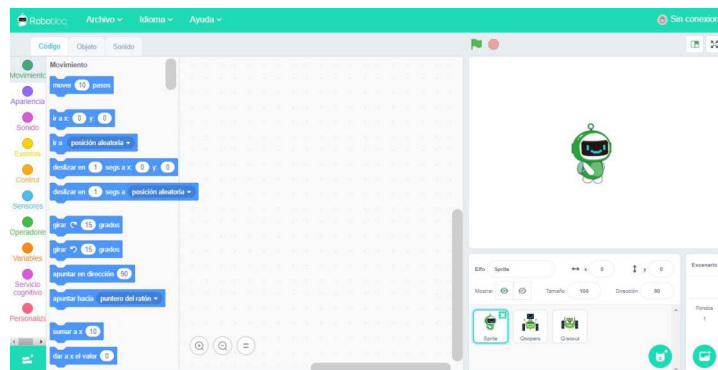 Robobloq Archivo Idioma Ayuda Sin conexion
Código Objeto Sonido
Movimiento
Apariencia
Sonido
Eventos
Control
Sensores
Operadores
Variables
Servicio
cognitivo
Personaliz
Movimiento
mover 10 pasos
ir a x: 0 y: 0
ir a posición aleatoria
deslizar en 1 segs a x: 0 y: 0
deslizar en 1 segs a posición aleatoria
girar 15 grados
girar 15 grados
apuntar en dirección 90
apuntar hacia puntero del ratón
sumar a x 10
dar a x el valor 0
Elfo Sprite x 0 y 0
Mostrar Tamaño 100 Dirección 90
Sprite Qoopers
Escenario
Fondos
1